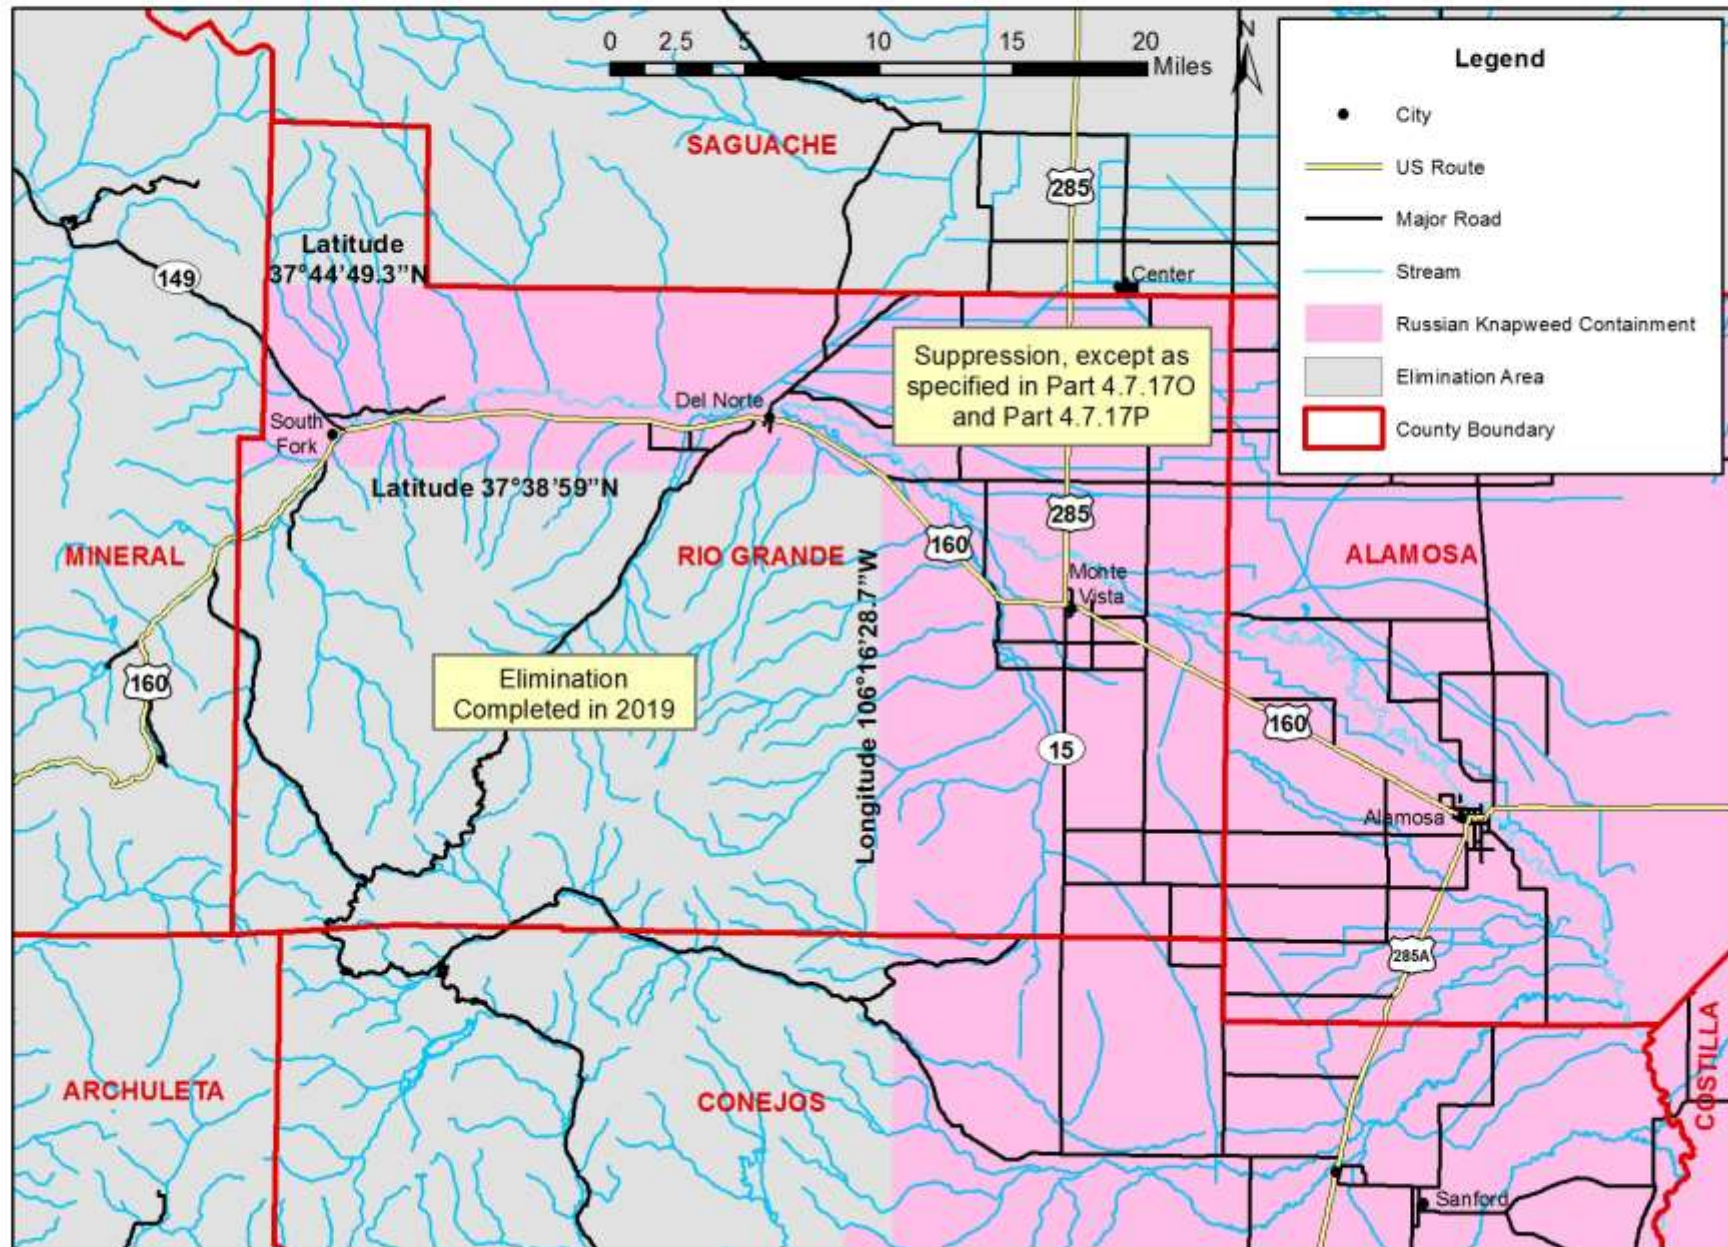 0 2.5 5 10 15 20
Miles
N
Legend
City
US Route
Major Road
Stream
Russian Knapweed Containment
Elimination Area
County Boundary
SAGUACHE
285
Latitude
37°44'49.3"N
149
Center
Suppression, except as
specified in Part 4.7.17O
and Part 4.7.17P
Del Norte
South
Fork
Latitude 37°38'59"N
285
160
MINERAL
RIO GRANDE
ALAMOSA
Monte
Vista
Longitude 106°16'28.7"W
Elimination
Completed in 2019
160
160
15
Alamosa
285A
ARCHULETA
CONEJOS
COSTILLA
Sanford